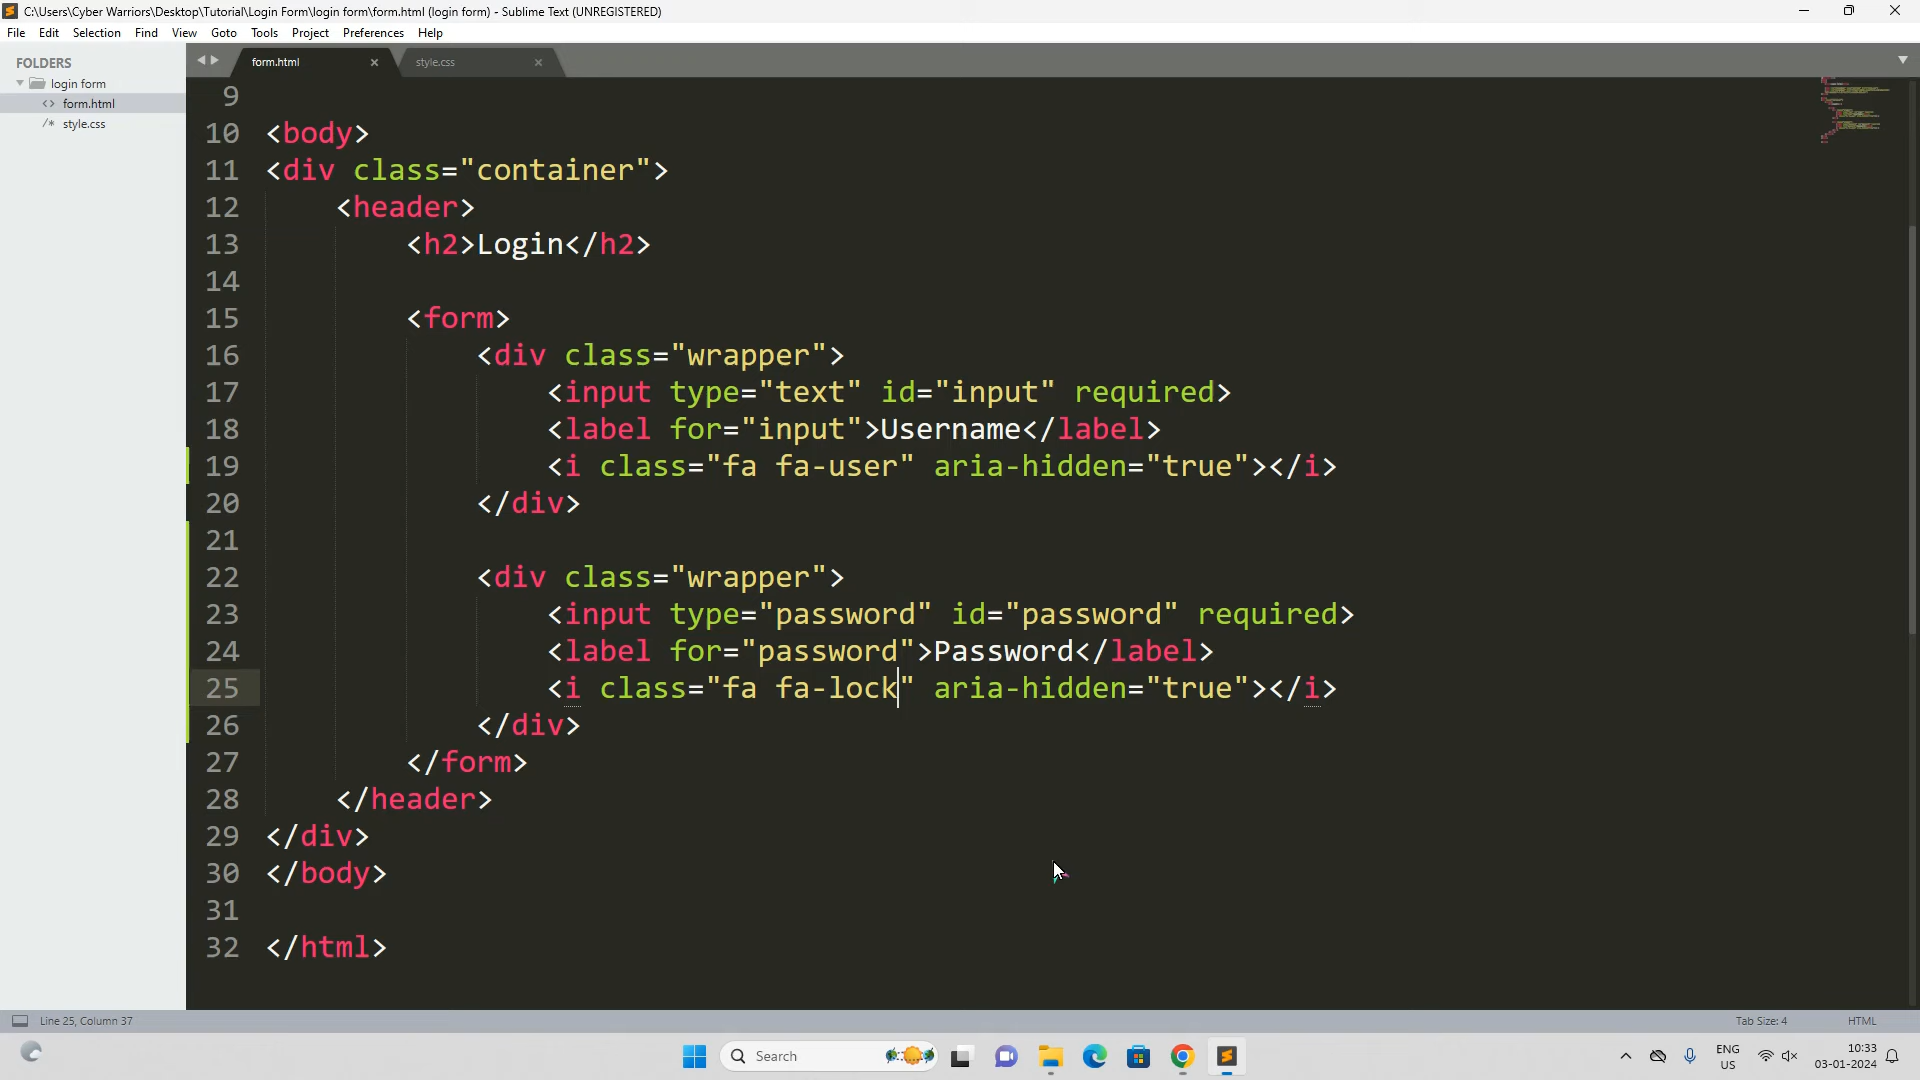 C:\Users\Cyber Warriors\Desktop\Tutorial\Login Form\login form\form.html (login form) - Sublime Text (UNREGISTERED)
File Edit Selection Find View Goto Tools Project Preferences Help
FOLDERS
login form
<> form.html
/* style.css
form.html
style.css
9
10 <body>
11 <div class="container">
12 <header>
13 <h2>Login</h2>
14
15 <form>
16 <div class="wrapper">
17 <input type="text" id="input" required>
18 <label for="input">Username</label>
19 <i class="fa fa-user" aria-hidden="true"></i>
20 </div>
21
22 <div class="wrapper">
23 <input type="password" id="password" required>
24 <label for="password">Password</label>
25 <i class="fa fa-lock" aria-hidden="true"></i>
26 </div>
27 </form>
28 </header>
29 </div>
30 </body>
31
32 </html>
Line 25, Column 37
Tab Size: 4
HTML
Search
ENG
US
10:33
03-01-2024